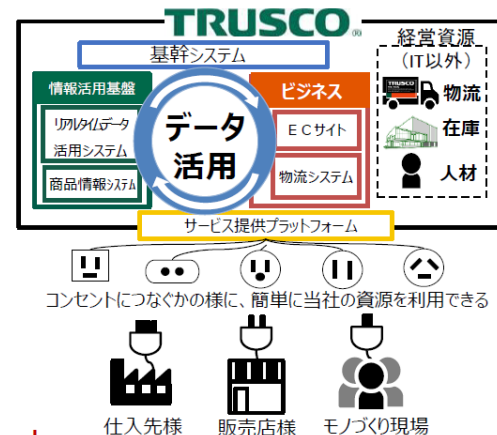 TRUSCO®
基幹システム
経営資源
（IT以外）
情報活用基盤
リアルタイムデータ
活用システム
商品情報システム
データ
活用
ビジネス
ECサイト
物流システム
TRUSCO
物流
在庫
人材
サービス提供プラットフォーム
コンセントにつなぐかの様に、簡単に当社の資源を利用できる
仕入先様
販売店様
モノづくり現場